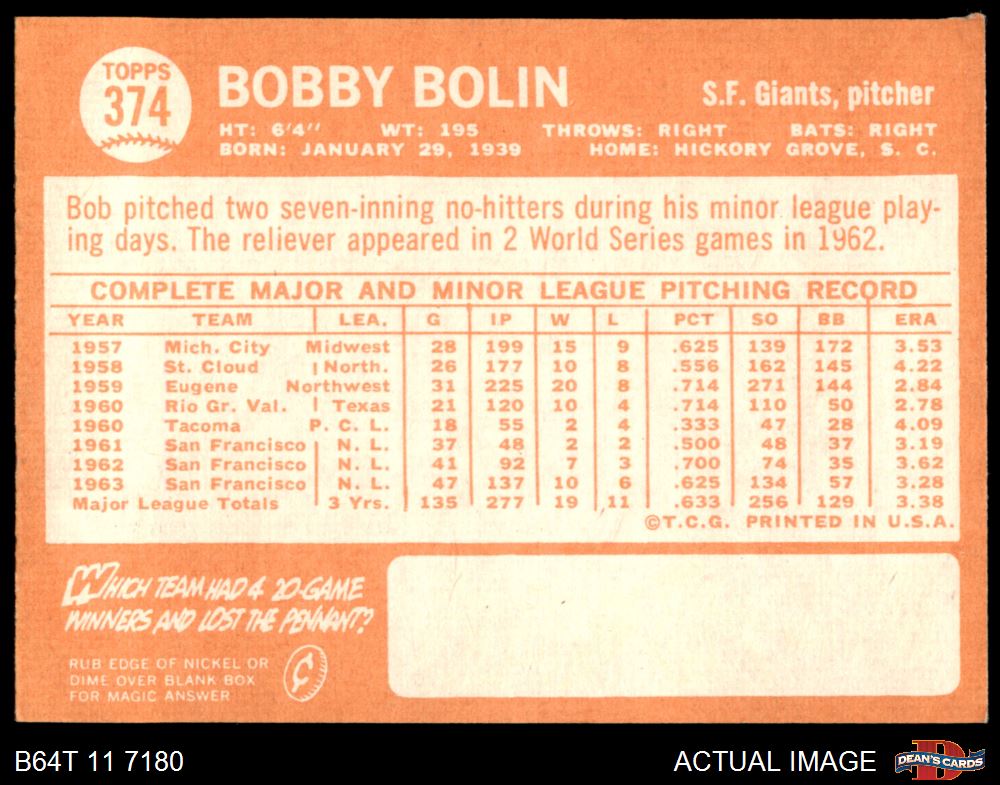 TOPPS
374
BOBBY BOLIN
S.F. Giants, pitcher
HT: 6'4" WT: 195 THROWS: RIGHT BATS: RIGHT
BORN: JANUARY 29, 1939 HOME: HICKORY GROVE, S. C.
Bob pitched two seven-inning no-hitters during his minor league play-
ing days. The reliever appeared in 2 World Series games in 1962.
COMPLETE MAJOR AND MINOR LEAGUE PITCHING RECORD
YEAR TEAM LEA. G IP W L PCT SO BB ERA
1957 Mich. City Midwest 28 199 15 9 .625 139 172 3.53
1958 St. Cloud North. 26 177 10 8 .556 162 145 4.22
1959 Eugene Northwest 31 225 20 8 .714 271 144 2.84
1960 Rio Gr. Val. Texas 21 120 10 4 .714 110 50 2.78
1960 Tacoma P. C. L. 18 55 2 4 .333 47 28 4.09
1961 San Francisco N. L. 37 48 2 2 .500 48 37 3.19
1962 San Francisco N. L. 41 92 7 3 .700 74 35 3.62
1963 San Francisco N. L. 47 137 10 6 .625 134 57 3.28
Major League Totals 3 Yrs. 135 277 19 11 .633 256 129 3.38
©T.C.G. PRINTED IN U.S.A.
WHICH TEAM HAD 4 20-GAME
WINNERS AND LOST THE PENNANT?
RUB EDGE OF NICKEL OR
DIME OVER BLANK BOX
FOR MAGIC ANSWER
¢
B64T 11 7180
ACTUAL IMAGE
D
DEAN'S CARDS